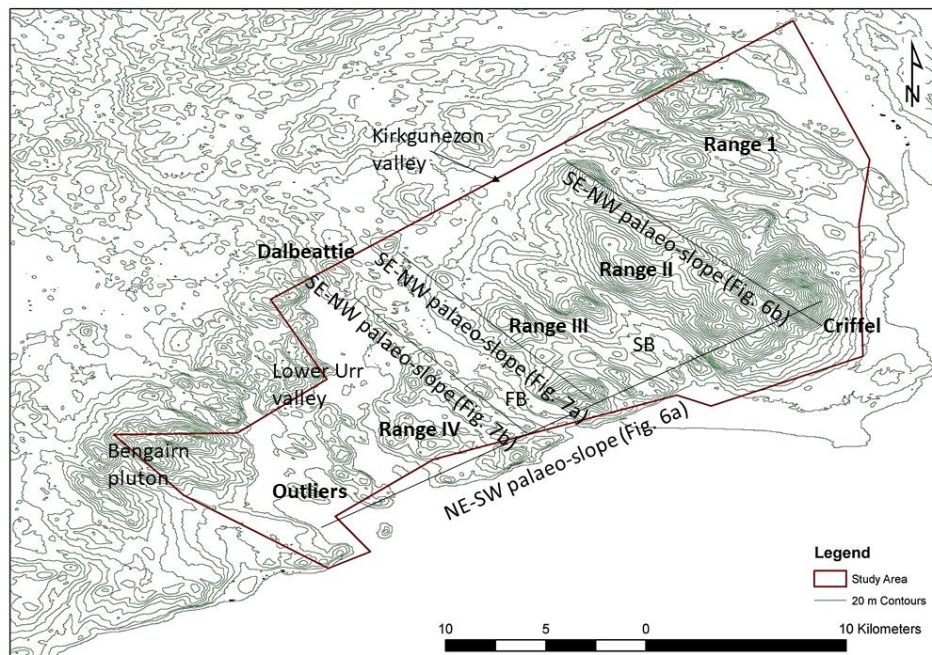 Kirkgunezon
valley
Range 1
SE-NW palaeo-slope (Fig. 6b)
Dalbeattie
SE-NW palaeo-slope (Fig. 7a)
Range II
SE-NW palaeo-slope (Fig. 7b)
Range III
Criffel
SB
Lower Urr
valley
FB
Range IV
Bengairn
pluton
NE-SW palaeo-slope (Fig. 6a)
Outliers
N
Legend
Study Area
20 m Contours
10 5 0 10 Kilometers